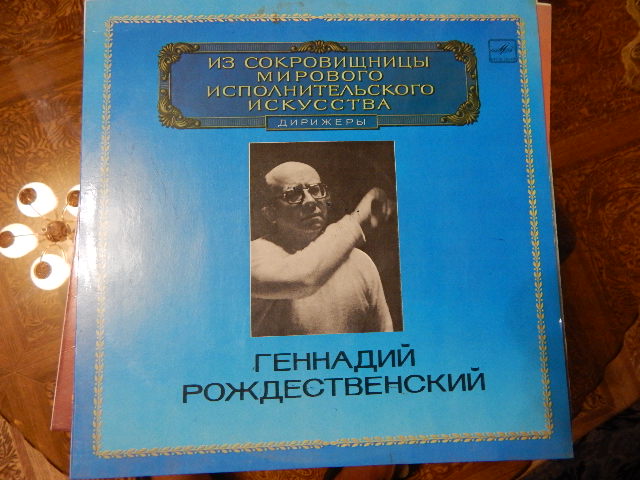 ИЗ СОКРОВИЩНИЦЫ
МИРОВОГО
ИСПОЛНИТЕЛЬСКОГО
ИСКУССТВА
ДИРИЖЕРЫ
ГЕННАДИЙ
РОЖДЕСТВЕНСКИЙ